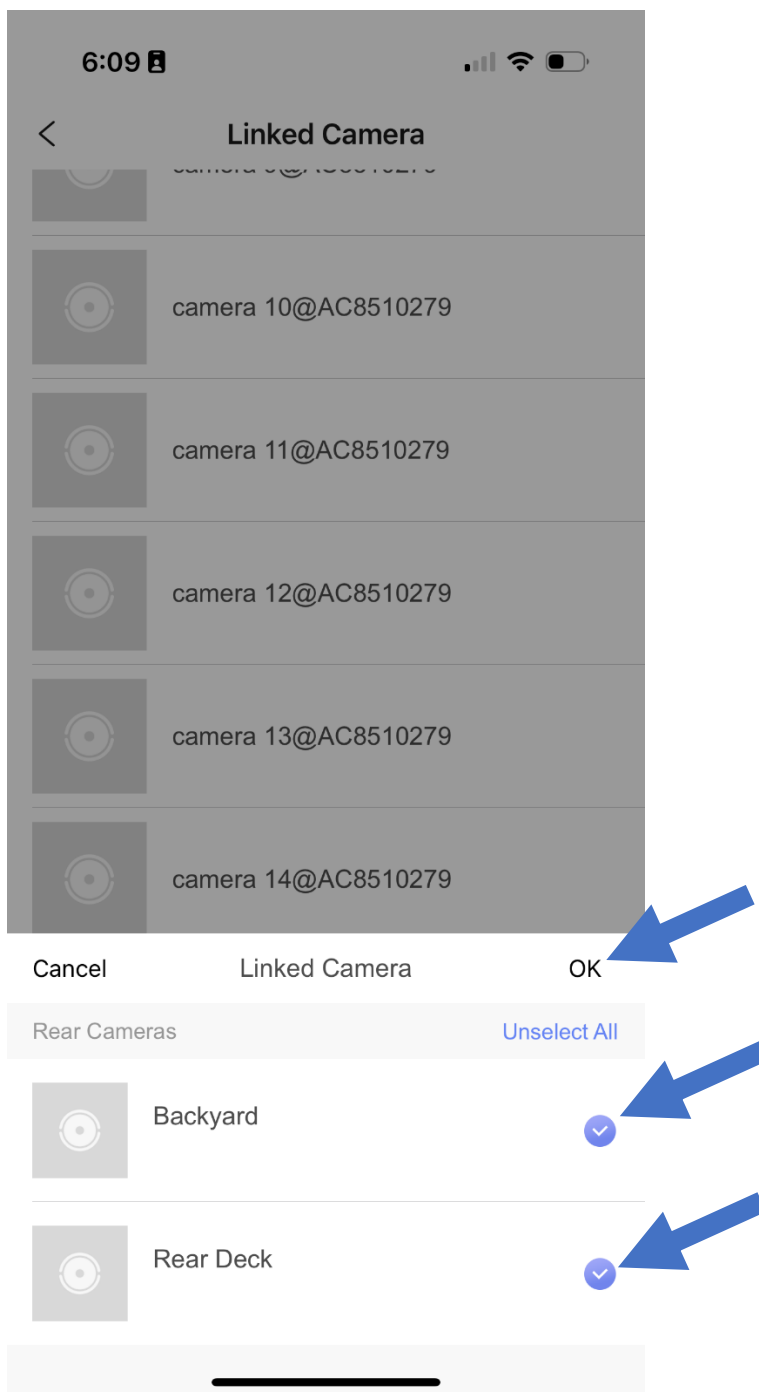 6:09
Linked Camera
camera 10@AC8510279
camera 11@AC8510279
camera 12@AC8510279
camera 13@AC8510279
camera 14@AC8510279
Cancel Linked Camera OK
Rear Cameras Unselect All
Backyard
Rear Deck